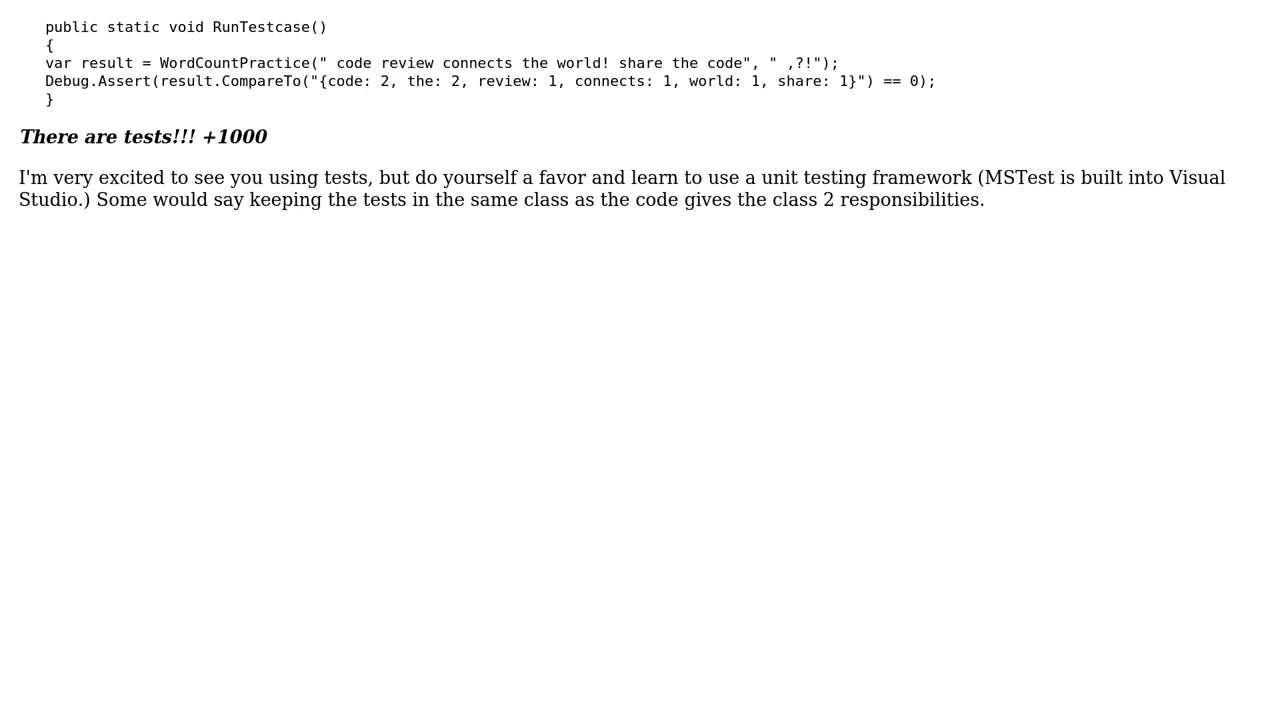 public static void RunTestcase()
{
var result = WordCountPractice(" code review connects the world! share the code", " ,?!");
Debug.Assert(result.CompareTo("{code: 2, the: 2, review: 1, connects: 1, world: 1, share: 1}") == 0);
}
There are tests!!! +1000
I'm very excited to see you using tests, but do yourself a favor and learn to use a unit testing framework (MSTest is built into Visual
Studio.) Some would say keeping the tests in the same class as the code gives the class 2 responsibilities.